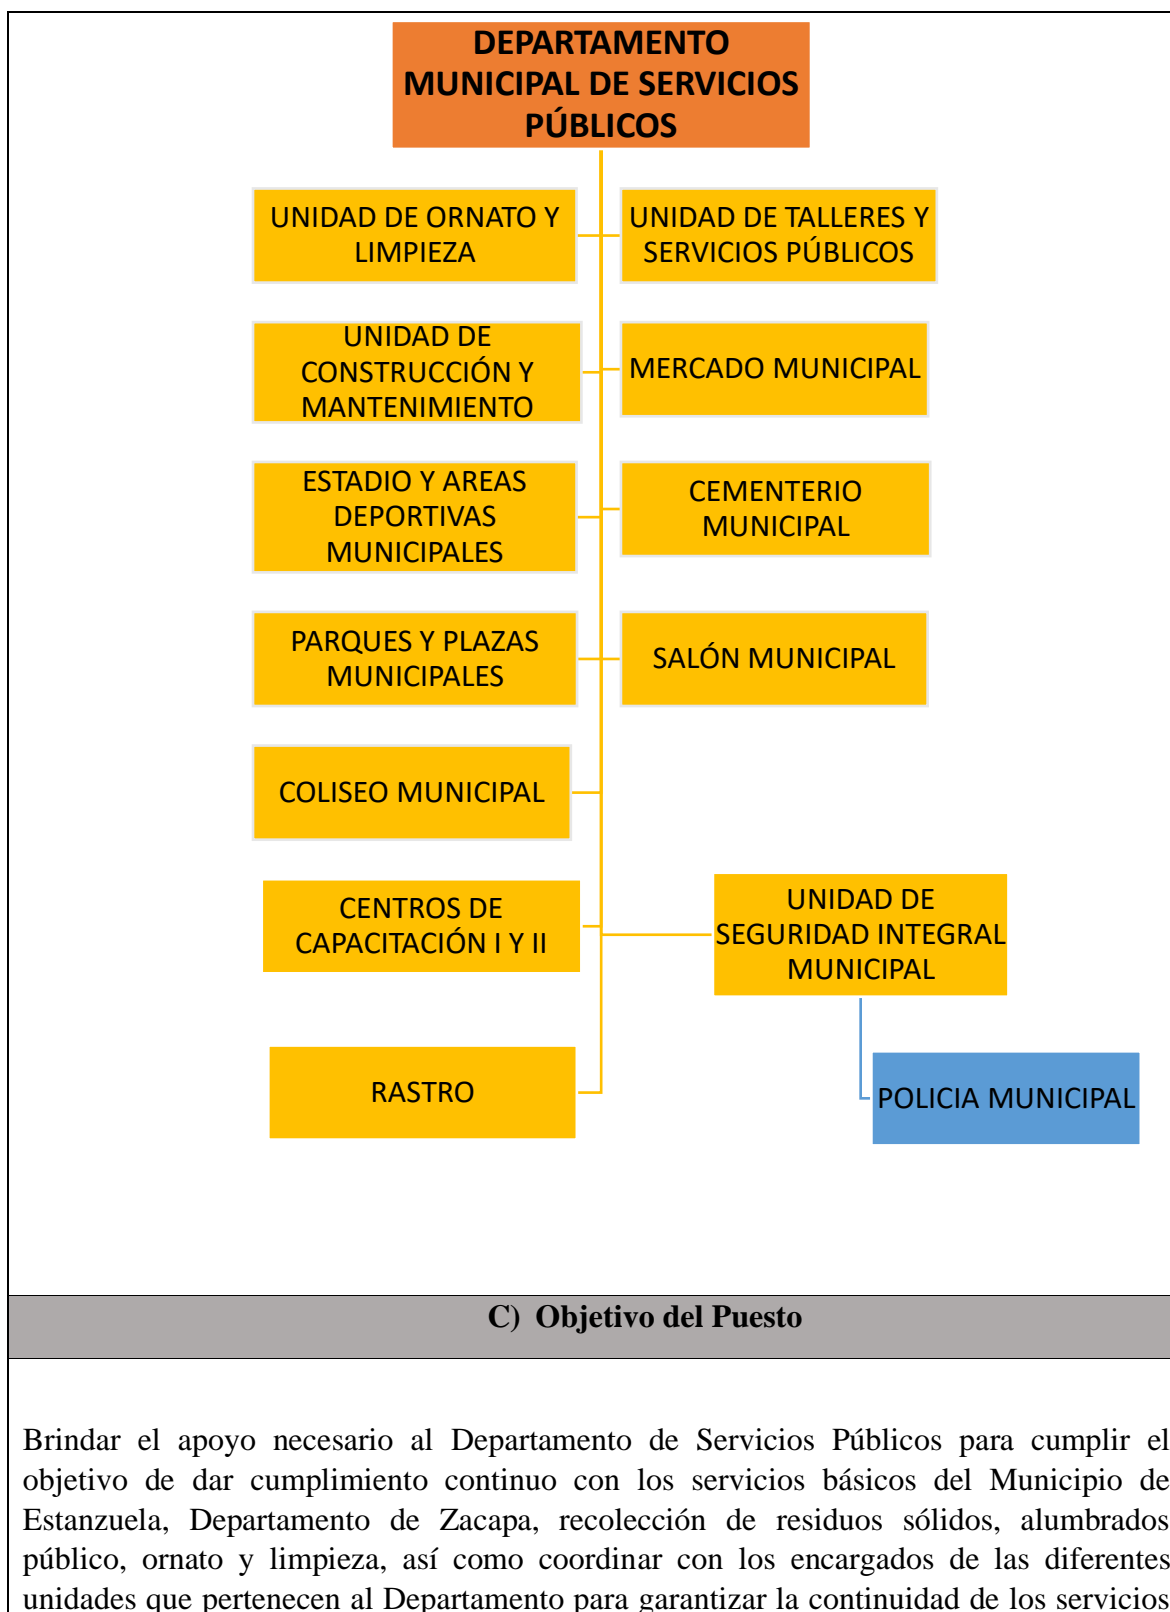 DEPARTAMENTO
MUNICIPAL DE SERVICIOS
PÚBLICOS
UNIDAD DE ORNATO Y
LIMPIEZA
UNIDAD DE TALLERES Y
SERVICIOS PÚBLICOS
UNIDAD DE
CONSTRUCCIÓN Y
MANTENIMIENTO
MERCADO MUNICIPAL
ESTADIO Y AREAS
DEPORTIVAS
MUNICIPALES
CEMENTERIO
MUNICIPAL
PARQUES Y PLAZAS
MUNICIPALES
SALÓN MUNICIPAL
COLISEO MUNICIPAL
CENTROS DE
CAPACITACIÓN I Y II
UNIDAD DE
SEGURIDAD INTEGRAL
MUNICIPAL
RASTRO
POLICIA MUNICIPAL
C) Objetivo del Puesto
Brindar el apoyo necesario al Departamento de Servicios Públicos para cumplir el
objetivo de dar cumplimiento continuo con los servicios básicos del Municipio de
Estanzuela, Departamento de Zacapa, recolección de residuos sólidos, alumbrados
público, ornato y limpieza, así como coordinar con los encargados de las diferentes
unidades que pertenecen al Departamento para garantizar la continuidad de los servicios